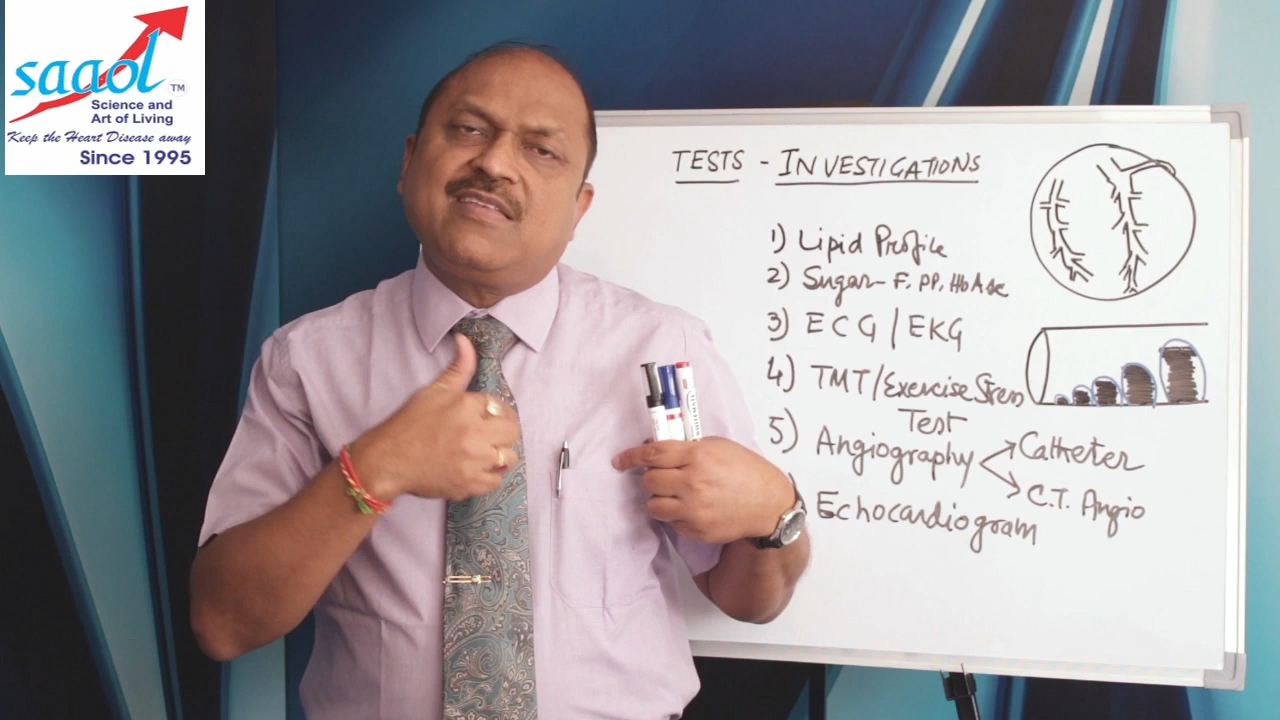 saaol TM
Science and
Art of Living
Keep the Heart Disease away
Since 1995
TESTS - INVESTIGATIONS
1) Lipid Profile
2) Sugar - F, PP, HbA1c
3) ECG / EKG
4) TMT/Exercise Stress
Test
5) Angiography
Catheter
C.T. Angio
Echocardiogram